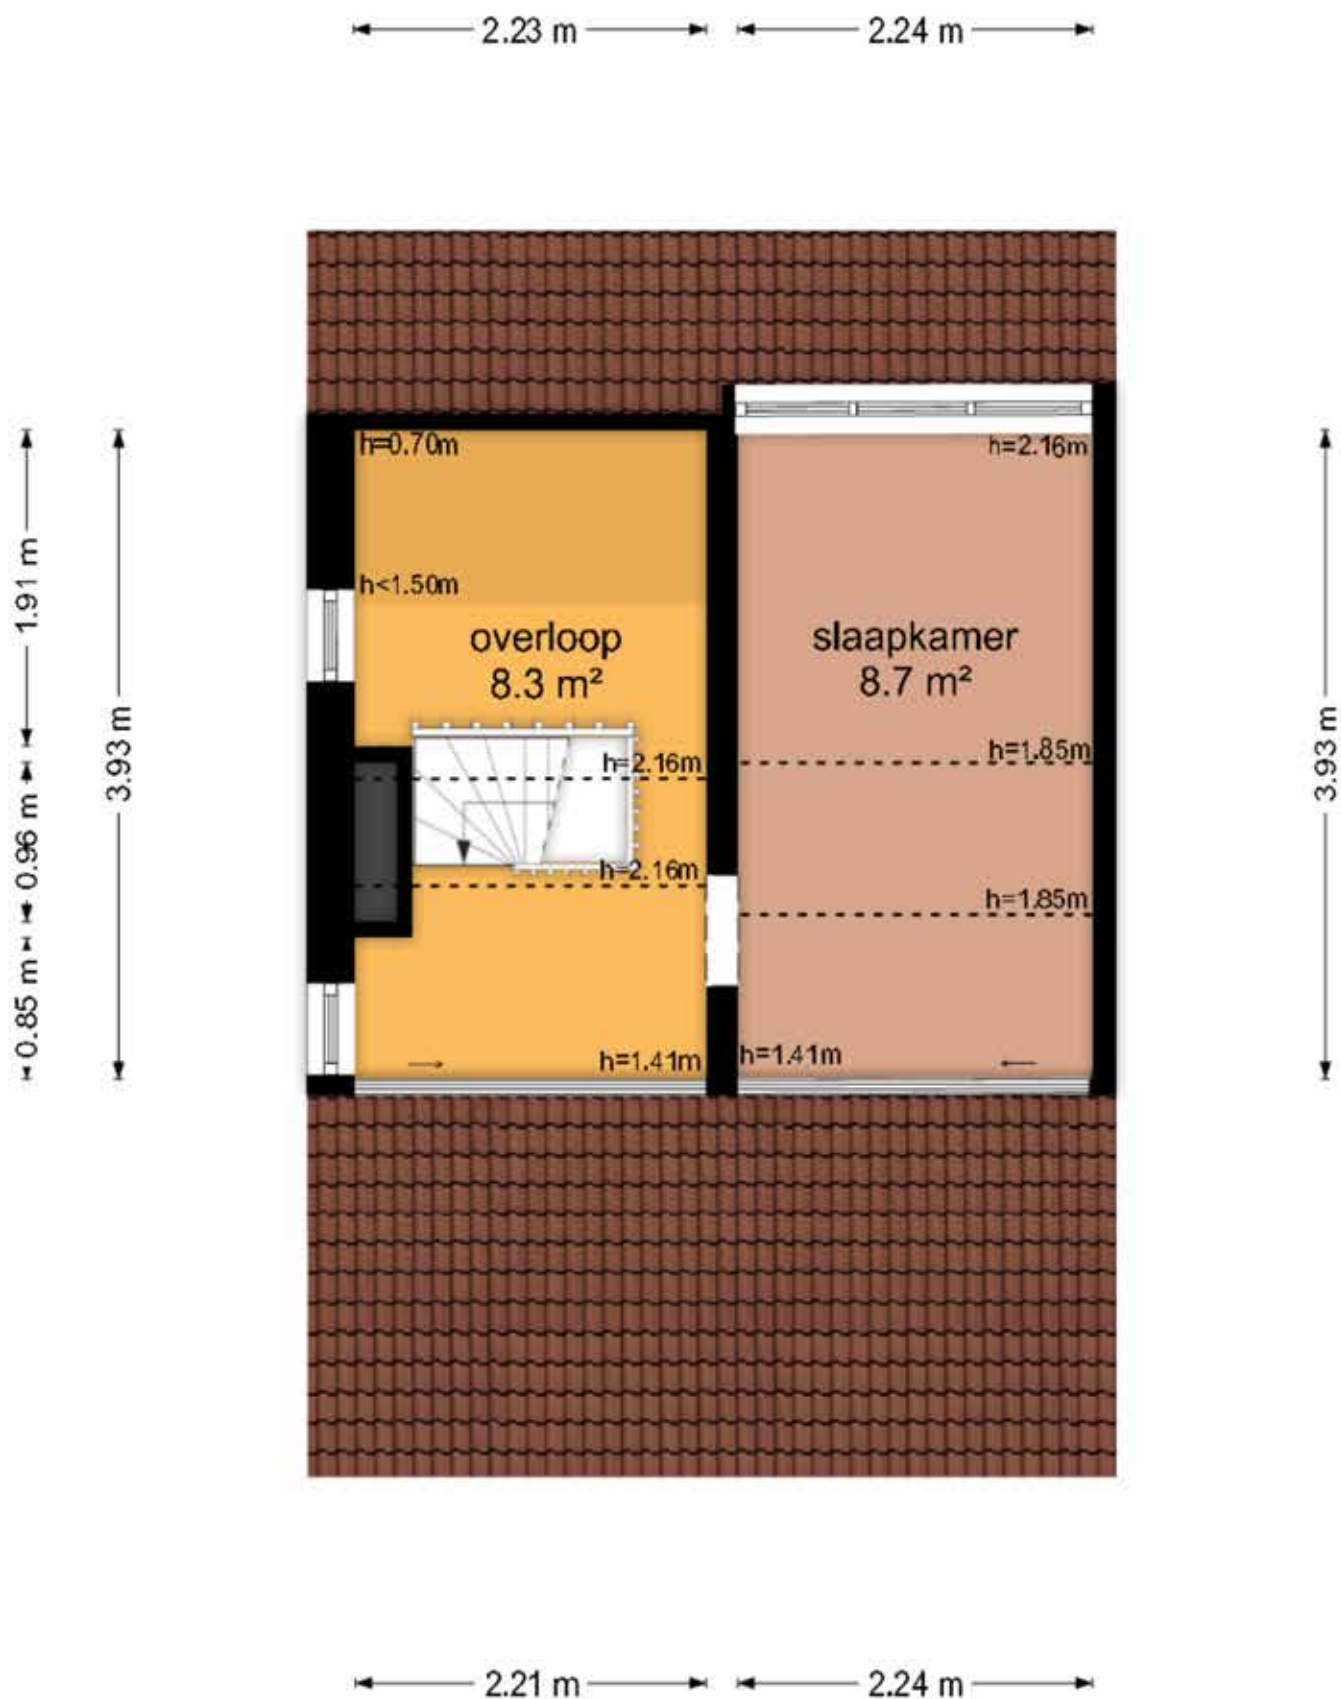 2.23 m
2.24 m
h=0.70m
h=2.16m
h<1.50m
1.91 m
overloop
8.3 m²
slaapkamer
8.7 m²
3.93 m
3.93 m
h=2.16m
h=1.85m
0.96 m
h=2.16m
h=1.85m
0.85 m
h=1.41m
h=1.41m
2.21 m
2.24 m